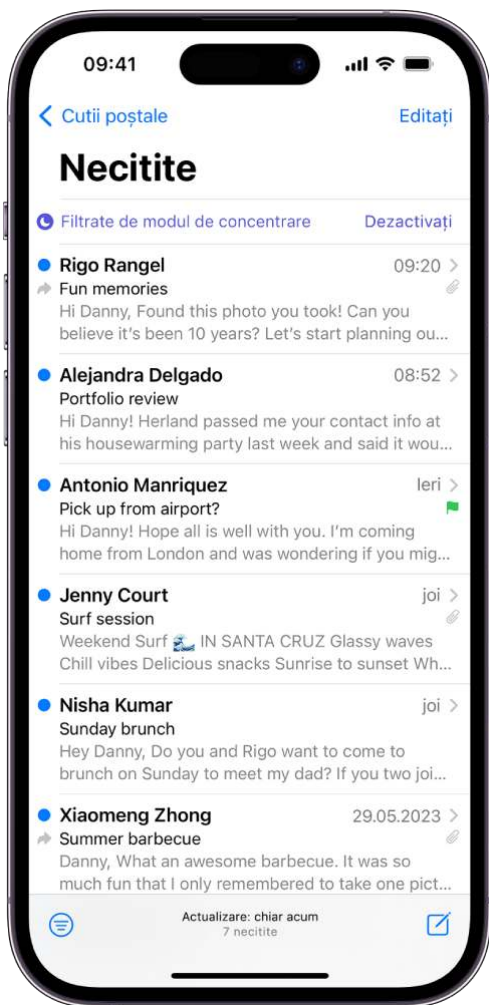 09:41
Cutii poștale
Editați
Necitite
Filtrate de modul de concentrare
Dezactivați
Rigo Rangel
09:20
Fun memories
Hi Danny, Found this photo you took! Can you
believe it's been 10 years? Let's start planning ou...
Alejandra Delgado
08:52
Portfolio review
Hi Danny! Herland passed me your contact info at
his housewarming party last week and said it wou...
Antonio Manriquez
Ieri
Pick up from airport?
Hi Danny! Hope all is well with you. I'm coming
home from London and was wondering if you mig...
Jenny Court
joi
Surf session
Weekend Surf 🌊 IN SANTA CRUZ Glassy waves
Chill vibes Delicious snacks Sunrise to sunset Wh...
Nisha Kumar
joi
Sunday brunch
Hey Danny, Do you and Rigo want to come to
brunch on Sunday to meet my dad? If you two joi...
Xiaomeng Zhong
29.05.2023
Summer barbecue
Danny, What an awesome barbecue. It was so
much fun that I only remembered to take one pict...
Actualizare: chiar acum
7 necitite